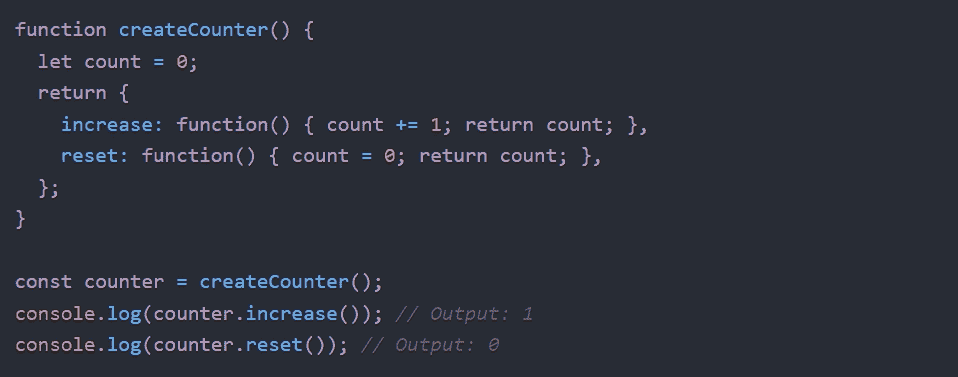 function createCounter() {
  let count = 0;
  return {
    increase: function() { count += 1; return count; },
    reset: function() { count = 0; return count; },
  };
}

const counter = createCounter();
console.log(counter.increase()); // Output: 1
console.log(counter.reset()); // Output: 0